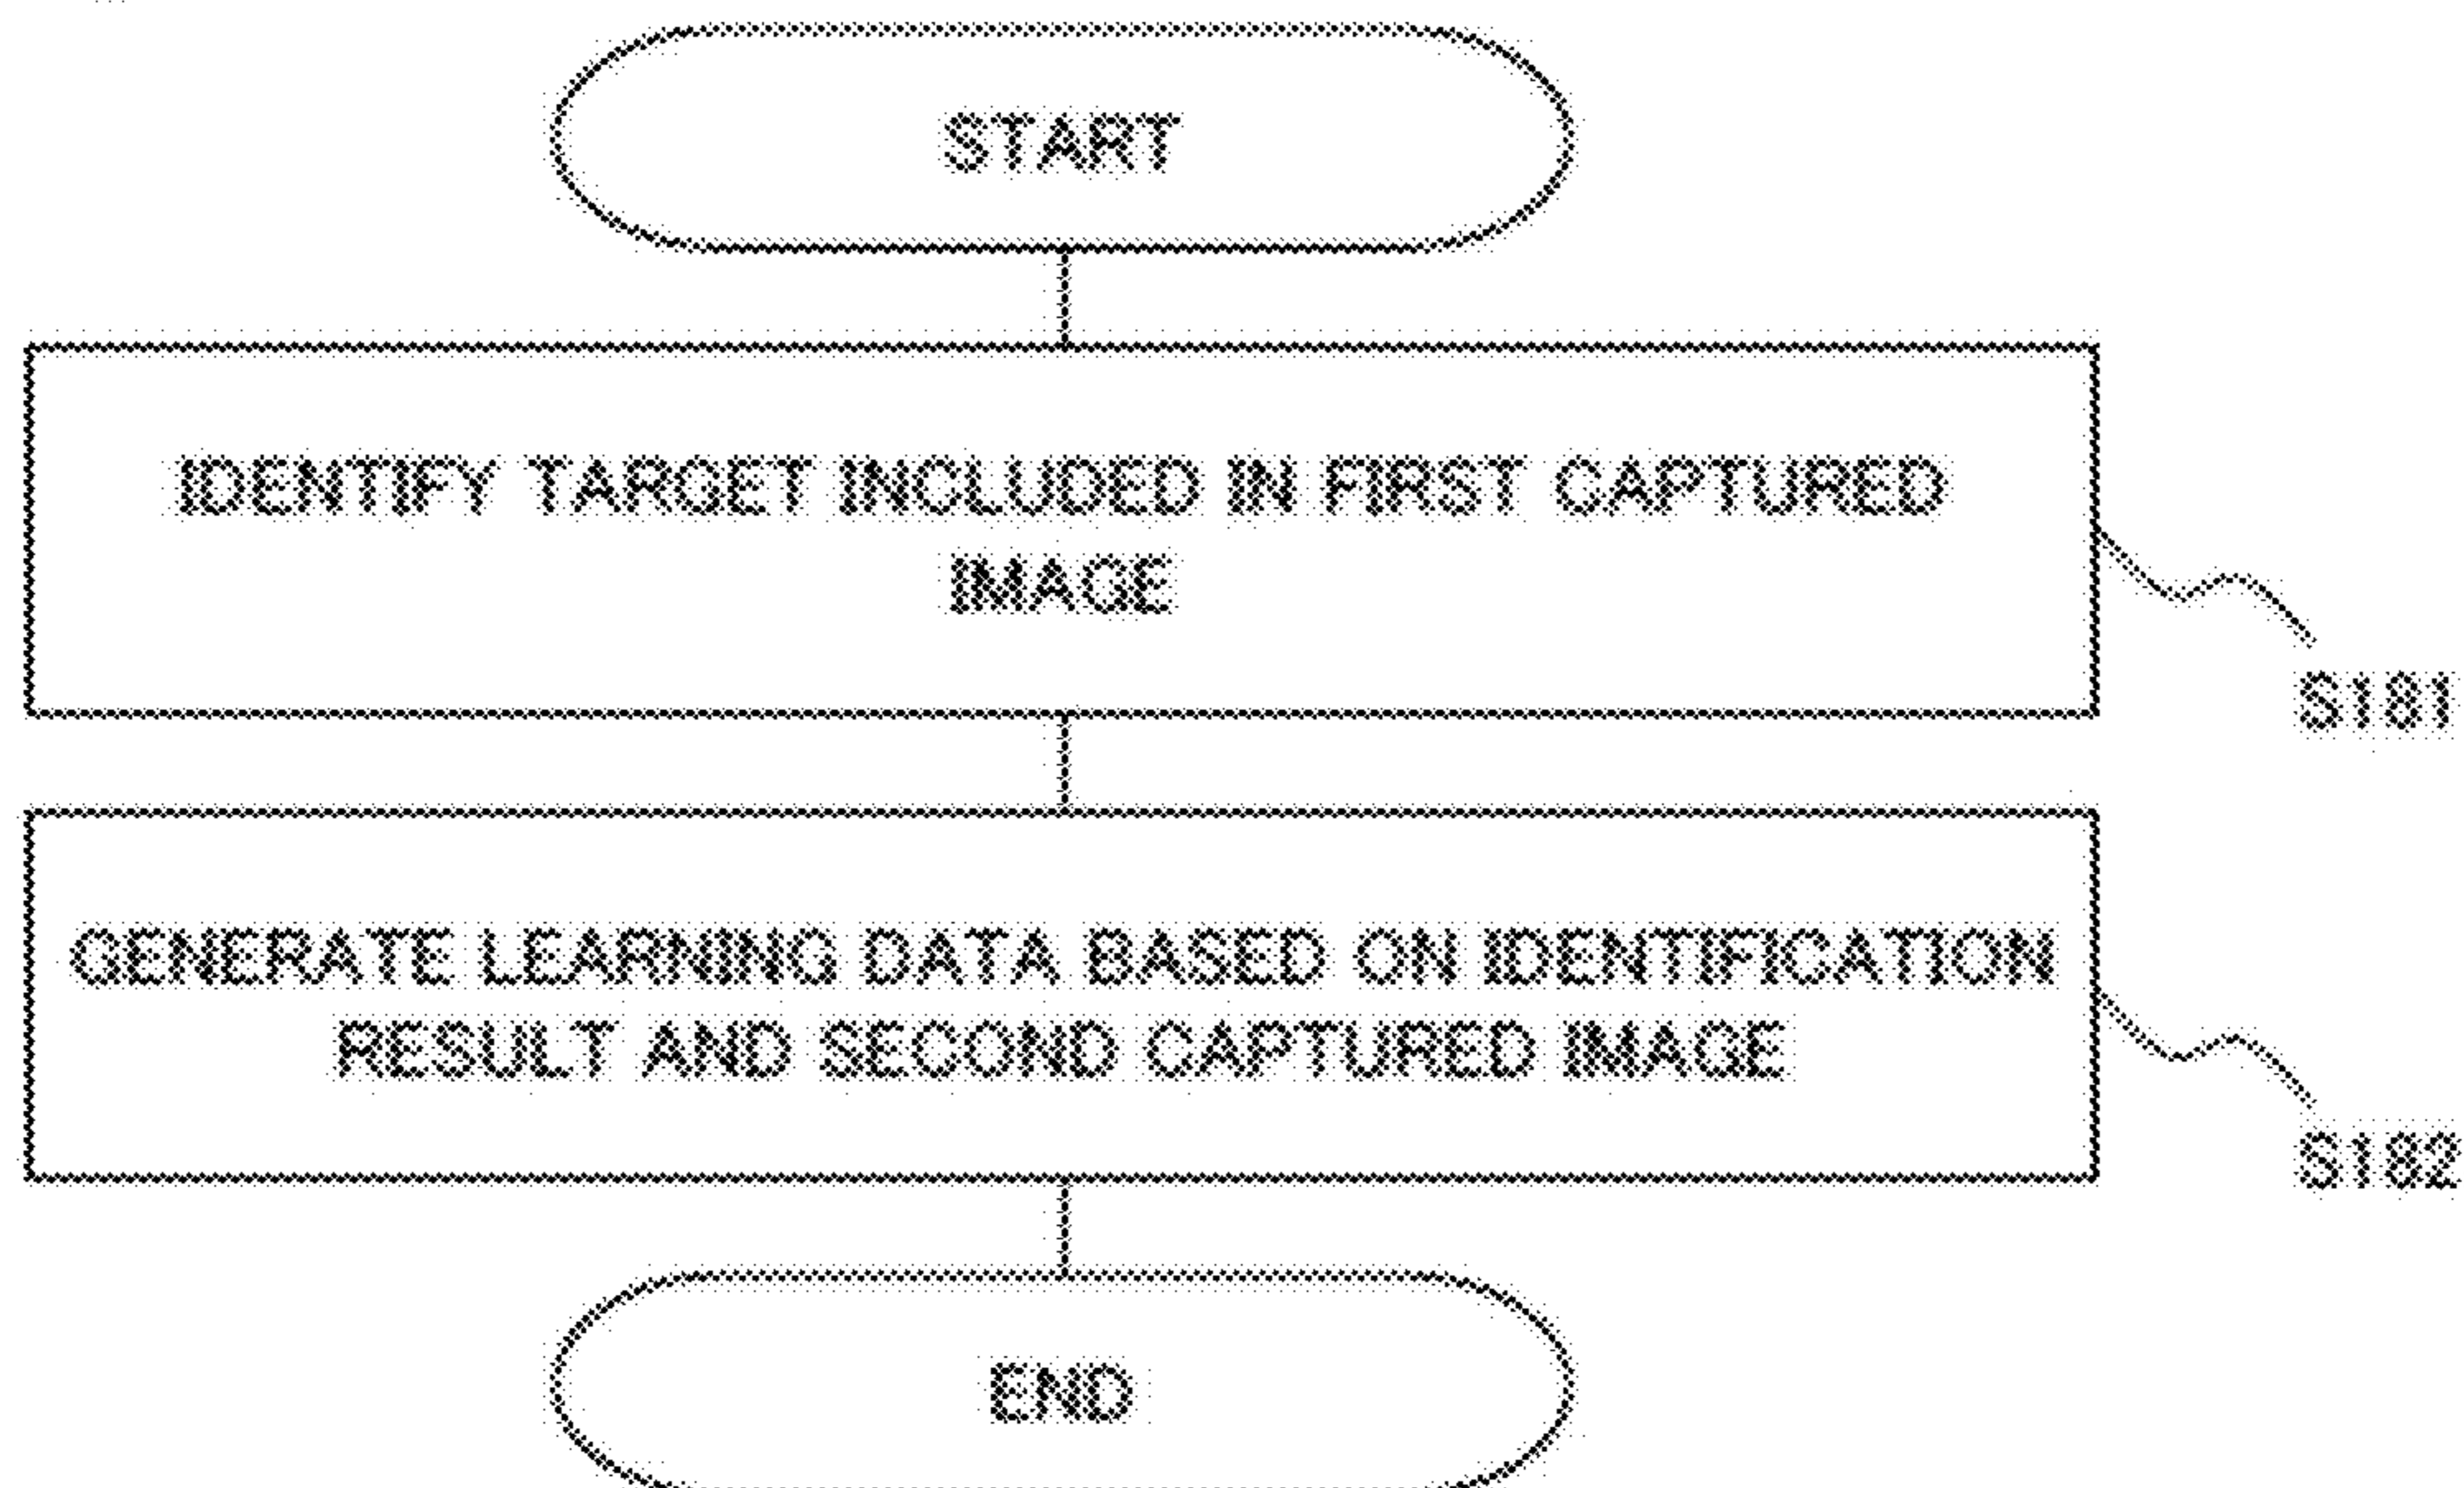 START
IDENTIFY TARGET INCLUDED IN FIRST CAPTURED
IMAGE
S181
GENERATE LEARNING DATA BASED ON IDENTIFICATION
RESULT AND SECOND CAPTURED IMAGE
S182
END